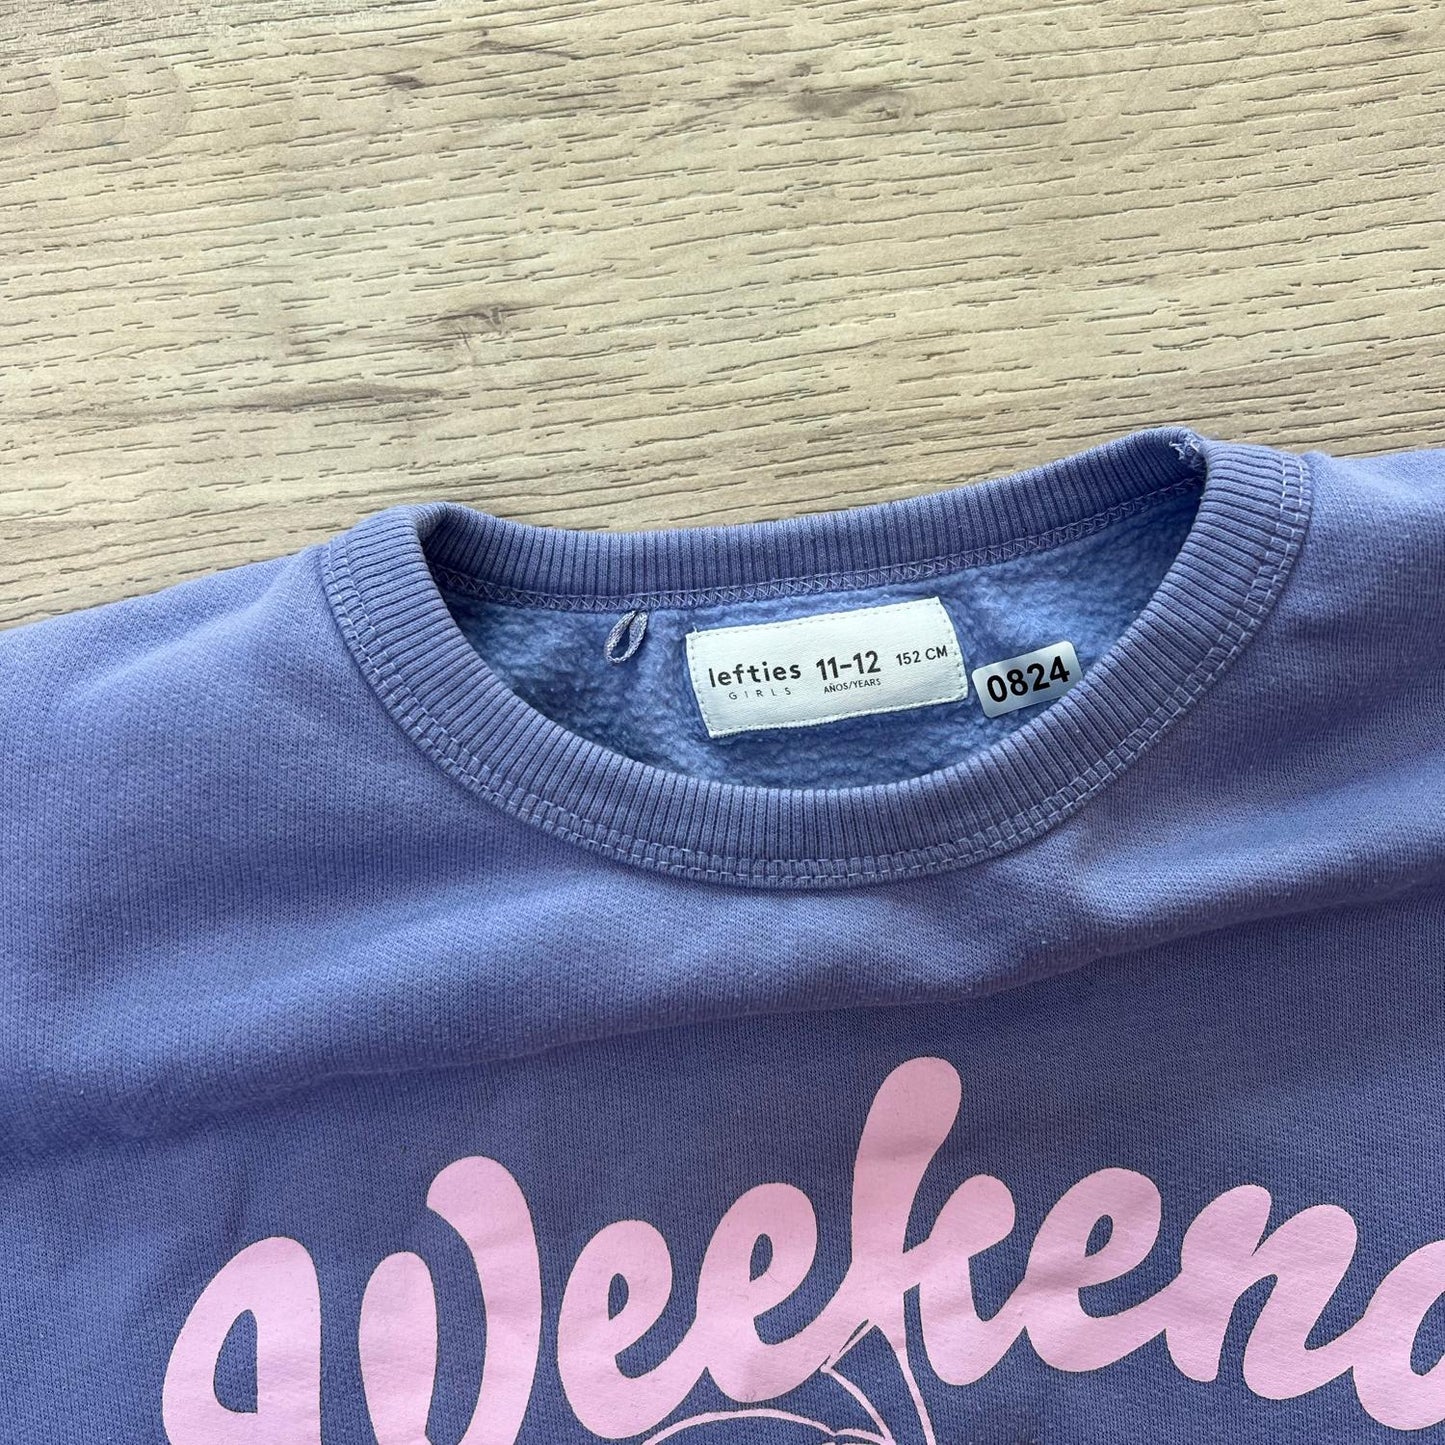 lefties 11-12 152 CM
GIRLS AÑOS/YEARS
0824
Weekend